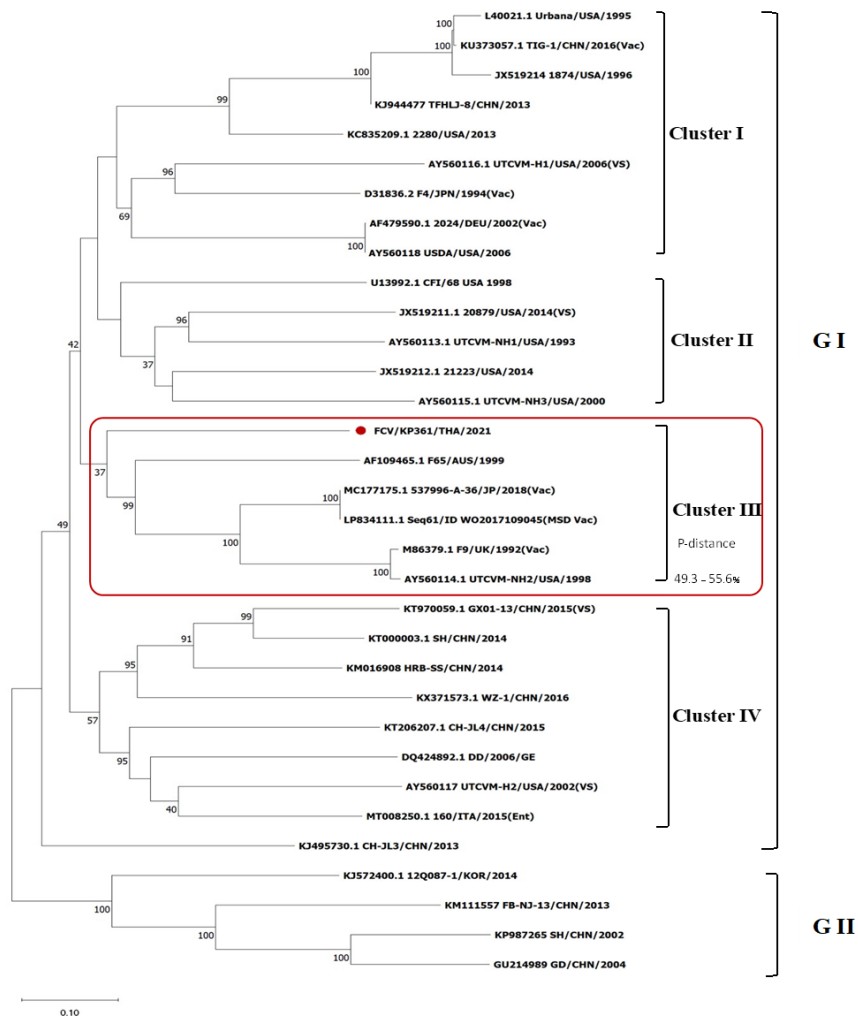 L40021.1 Urbana/USA/1995
100
KU373057.1 TIG-1/CHN/2016(Vac)
100
JX519214 1874/USA/1996
100
KJ944477 TFHLJ-8/CHN/2013
99
KC835209.1 2280/USA/2013
Cluster I
AY560116.1 UTCVM-H1/USA/2006(VS)
96
D31836.2 F4/JPN/1994(Vac)
69
AF479590.1 2024/DEU/2002(Vac)
100
AY560118 USDA/USA/2006
U13992.1 CFI/68 USA 1998
JX519211.1 20879/USA/2014(VS)
96
AY560113.1 UTCVM-NH1/USA/1993
Cluster II
G I
42
37
JX519212.1 21223/USA/2014
AY560115.1 UTCVM-NH3/USA/2000
FCV/KP361/THA/2021
37
AF109465.1 F65/AUS/1999
99
MC177175.1 537996-A-36/JP/2018(Vac)
100
Cluster III
LP834111.1 Seq61/ID WO2017109045(MSD Vac)
49
100
P-distance
M86379.1 F9/UK/1992(Vac)
100
AY560114.1 UTCVM-NH2/USA/1998
49.3 – 55.6%
KT970059.1 GX01-13/CHN/2015(VS)
99
KT000003.1 SH/CHN/2014
91
KM016908 HRB-SS/CHN/2014
95
KX371573.1 WZ-1/CHN/2016
Cluster IV
57
KT206207.1 CH-JL4/CHN/2015
95
DQ424892.1 DD/2006/GE
AY560117 UTCVM-H2/USA/2002(VS)
40
MT008250.1 160/ITA/2015(Ent)
KJ495730.1 CH-JL3/CHN/2013
KJ572400.1 12Q087-1/KOR/2014
100
KM111557 FB-NJ-13/CHN/2013
100
G II
KP987265 SH/CHN/2002
100
GU214989 GD/CHN/2004
0.10